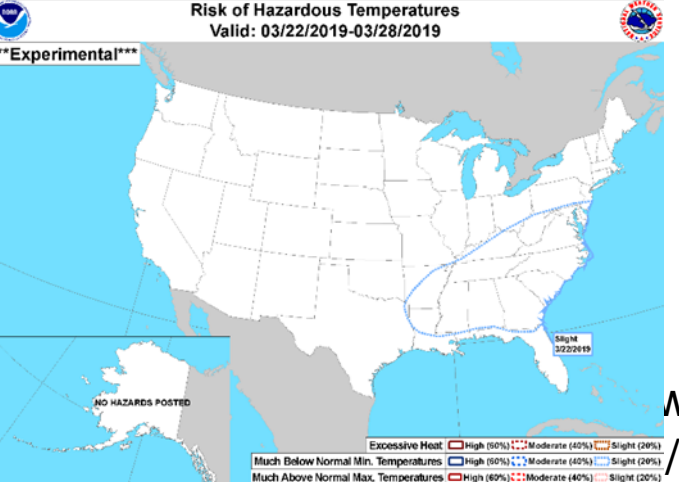 Risk of Hazardous Temperatures
Valid: 03/22/2019-03/28/2019
**Experimental***
noaa
Slight
3/22/2019
NO HAZARDS POSTED
Excessive Heat High (60%) Moderate (40%) Slight (20%)
Much Below Normal Min. Temperatures High (60%) Moderate (40%) Slight (20%)
Much Above Normal Max. Temperatures High (60%) Moderate (40%) Slight (20%)
/